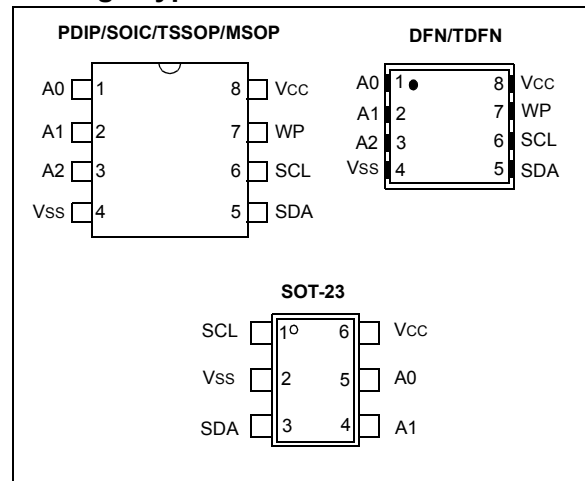 PDIP/SOIC/TSSOP/MSOP
A0 1 8 VCC
A1 2 7 WP
A2 3 6 SCL
VSS 4 5 SDA
DFN/TDFN
A0 1 8 VCC
A1 2 7 WP
A2 3 6 SCL
VSS 4 5 SDA
SOT-23
SCL 1 6 VCC
VSS 2 5 A0
SDA 3 4 A1